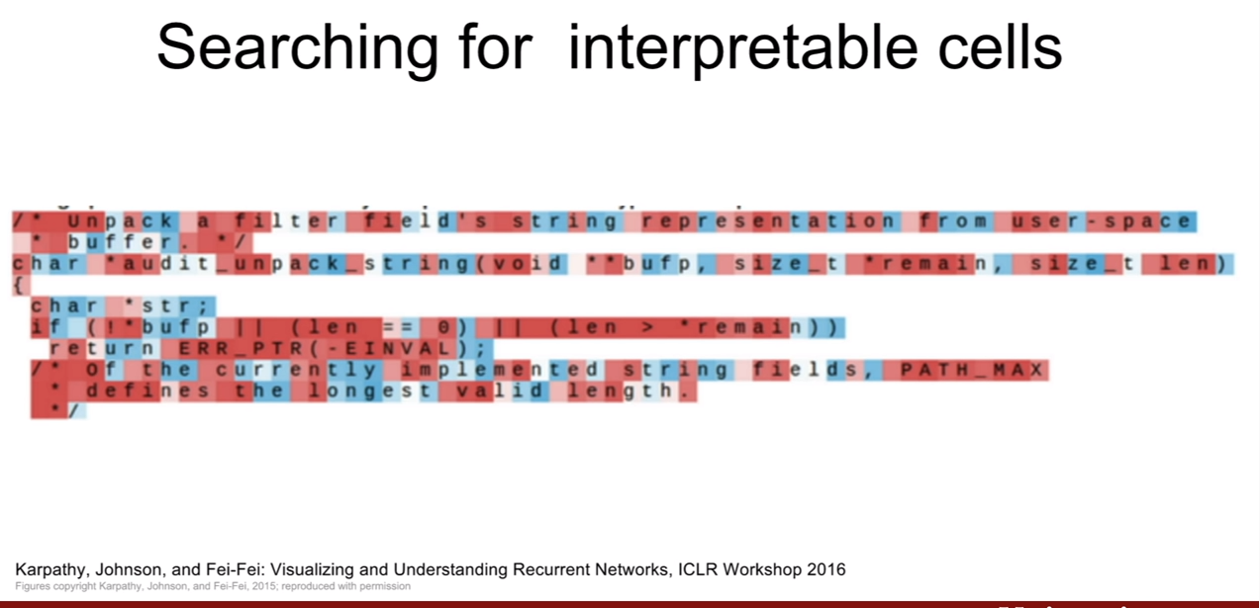 Searching for interpretable cells
/* Unpack a filter field's string representation from user-space
 * buffer. */
char *audit_unpack_string(void **bufp, size_t *remain, size_t len)
{
 char *str;
 if (!*bufp || (len == 0) || (len > *remain))
  return ERR_PTR(-EINVAL);
 /* Of the currently implemented string fields, PATH_MAX
  * defines the longest valid length.
  */
Karpathy, Johnson, and Fei-Fei: Visualizing and Understanding Recurrent Networks, ICLR Workshop 2016
Figures copyright Karpathy, Johnson, and Fei-Fei, 2015; reproduced with permission